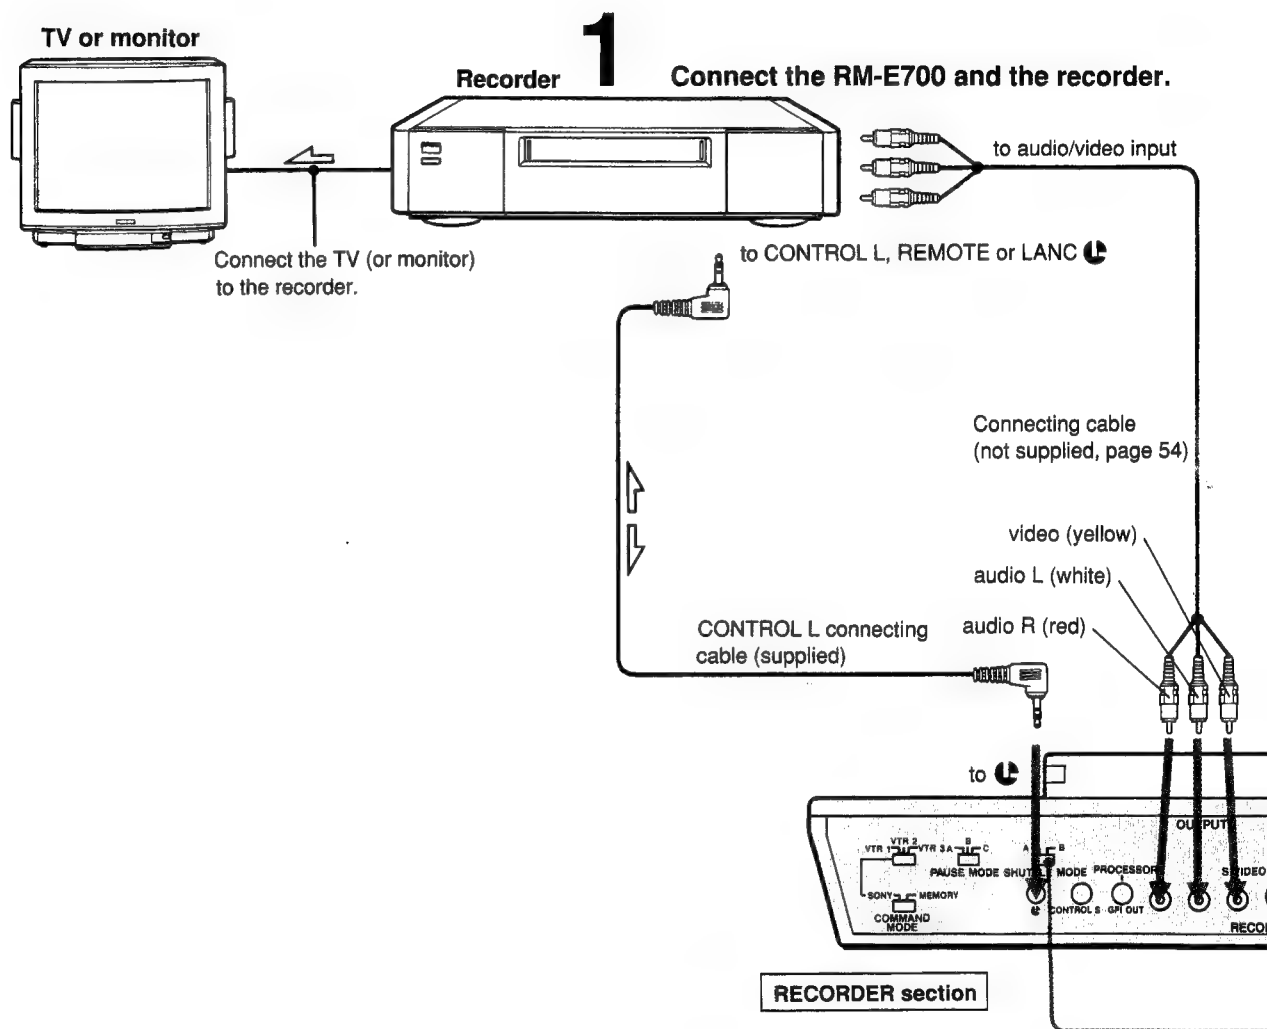 1
TV or monitor
Recorder
Connect the RM-E700 and the recorder.
to audio/video input
Connect the TV (or monitor)
to the recorder.
to CONTROL L, REMOTE or LANC
Connecting cable
(not supplied, page 54)
video (yellow)
audio L (white)
audio R (red)
CONTROL L connecting
cable (supplied)
to
OUTPUT
VTR 1
VTR 2
VTR 3
A
B
C
A
B
PAUSE MODE
MODE
PROCESSOR
SONY
MEMORY
COMMAND
MODE
CONTROL S
GPI OUT
RECORDER section